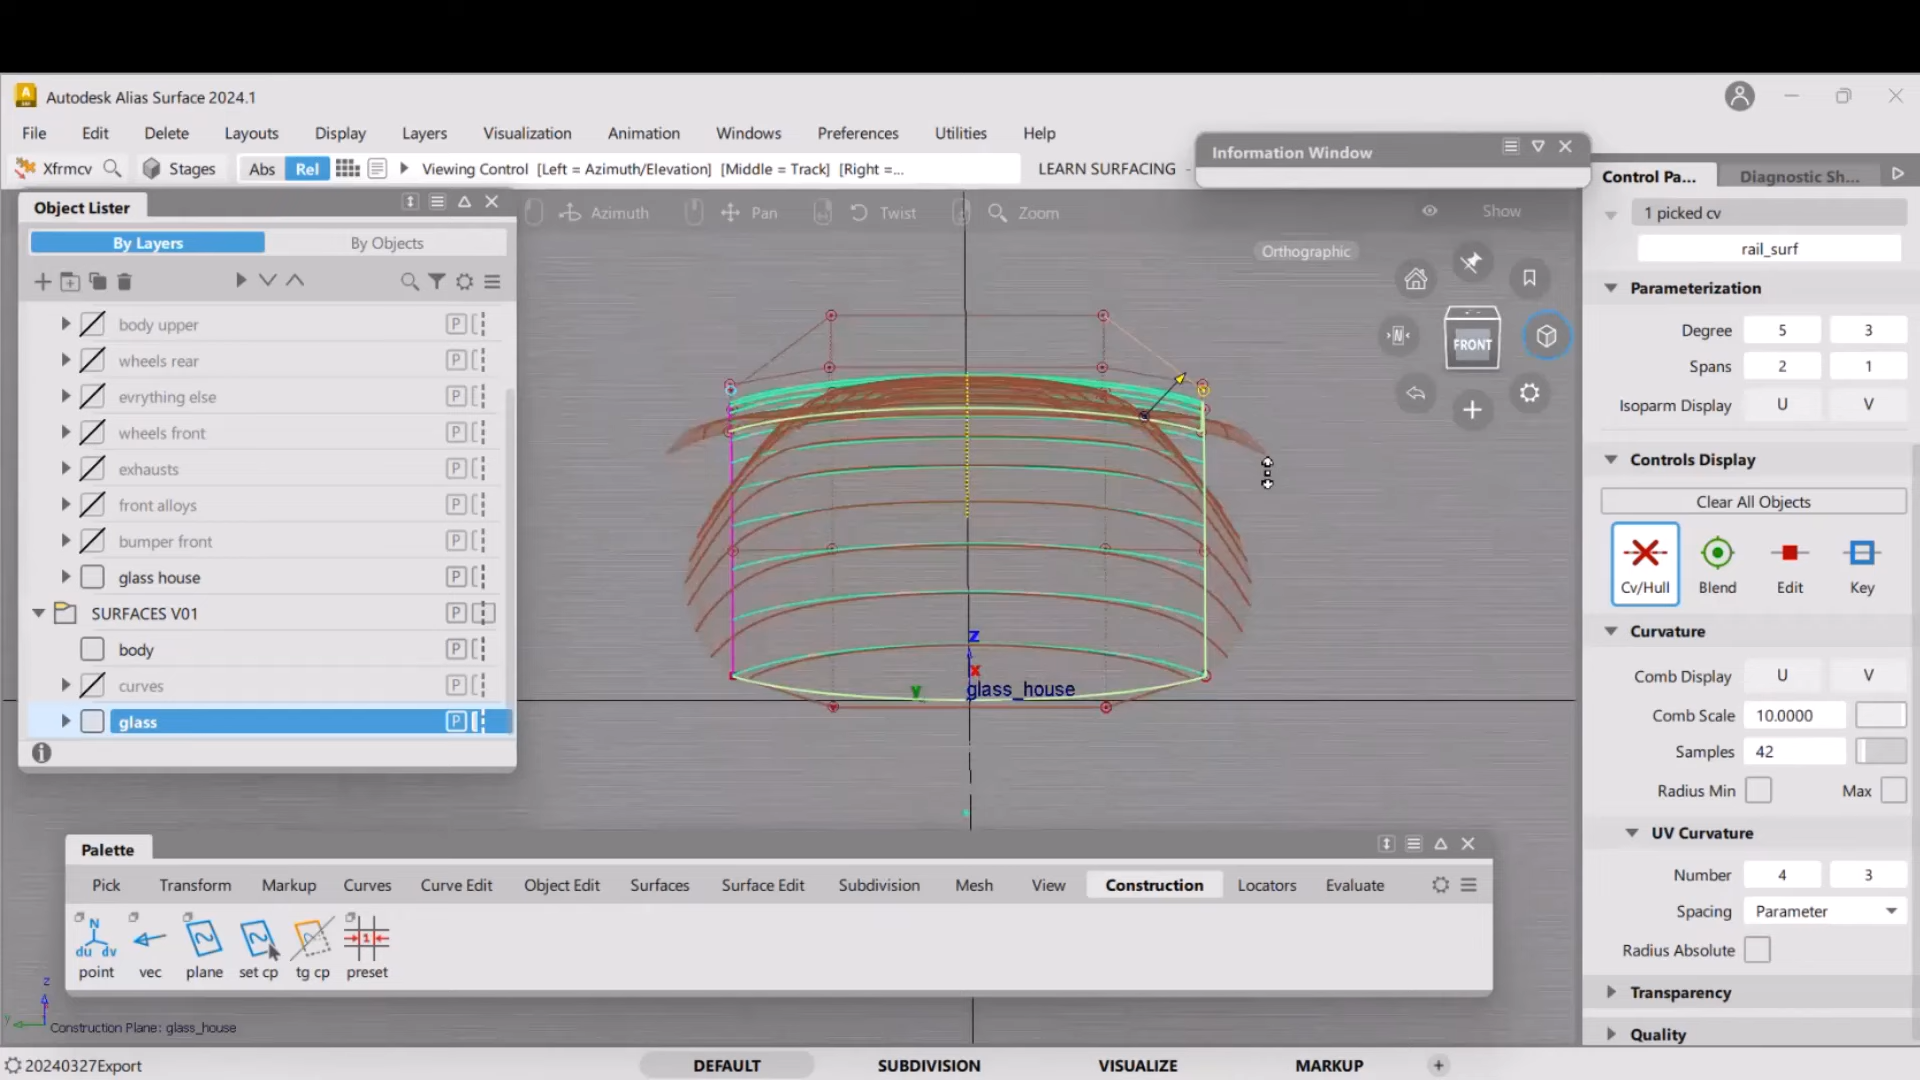 Autodesk Alias Surface 2024.1
File Edit Delete Layouts Display Layers Visualization Animation Windows Preferences Utilities Help
Xfrmcv Stages Abs Rel Viewing Control [Left = Azimuth/Elevation] [Middle = Track] [Right =... LEARN SURFACING -
Information Window
Control Pa... Diagnostic Sh...
Object Lister
By Layers By Objects
body upper P
wheels rear P
evrything else P
wheels front P
exhausts P
front alloys P
bumper front P
glass house P
SURFACES V01 P
body P
curves P
glass P
Azimuth Pan Twist Zoom Show
Orthographic
N
FRONT
z
x
y
glass_house
1 picked cv
rail_surf
Parameterization
Degree 5 3
Spans 2 1
Isoparm Display U V
Controls Display
Clear All Objects
Cv/Hull Blend Edit Key
Curvature
Comb Display U V
Comb Scale 10.0000
Samples 42
Radius Min Max
UV Curvature
Number 4 3
Spacing Parameter
Radius Absolute
Transparency
Quality
Palette
Pick Transform Markup Curves Curve Edit Object Edit Surfaces Surface Edit Subdivision Mesh View Construction Locators Evaluate
N
du dv
1
point vec plane set cp tg cp preset
z
y
Construction Plane: glass_house
20240327Export
DEFAULT SUBDIVISION VISUALIZE MARKUP +